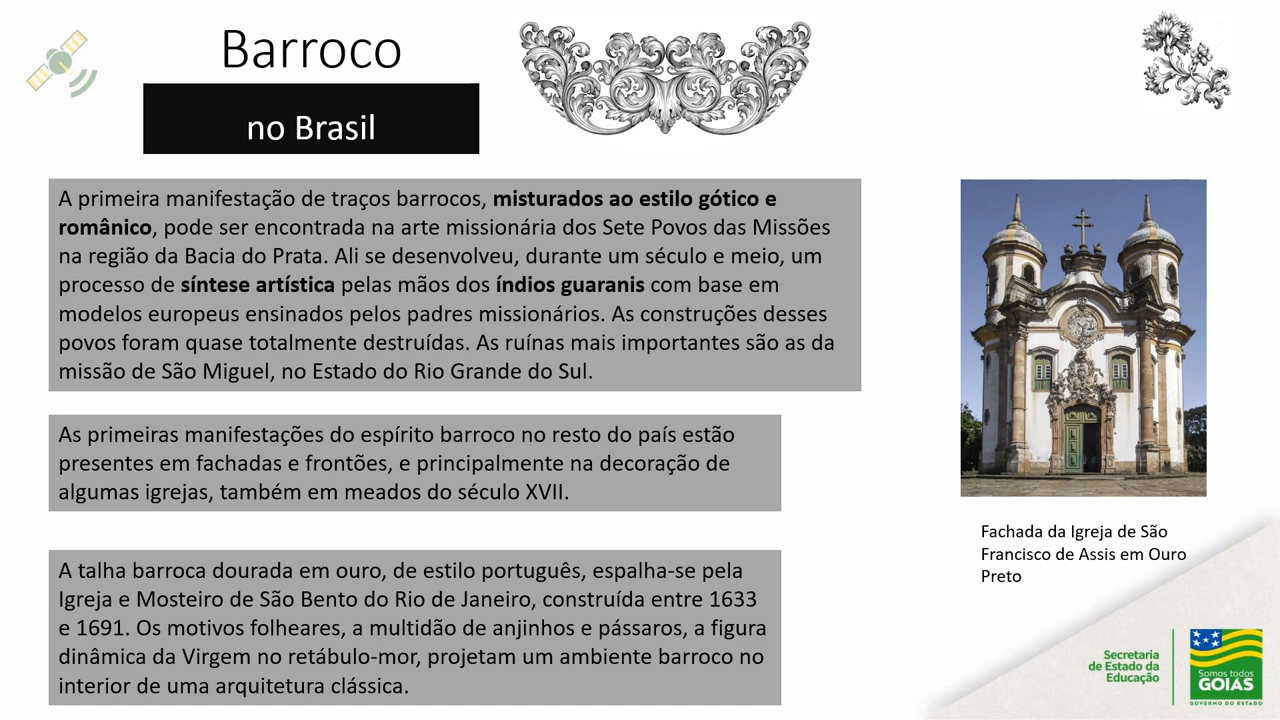 Barroco
no Brasil
A primeira manifestação de traços barrocos, misturados ao estilo gótico e
românico, pode ser encontrada na arte missionária dos Sete Povos das Missões
na região da Bacia do Prata. Ali se desenvolveu, durante um século e meio, um
processo de síntese artística pelas mãos dos índios guaranis com base em
modelos europeus ensinados pelos padres missionários. As construções desses
povos foram quase totalmente destruídas. As ruínas mais importantes são as da
missão de São Miguel, no Estado do Rio Grande do Sul.
As primeiras manifestações do espírito barroco no resto do país estão
presentes em fachadas e frontões, e principalmente na decoração de
algumas igrejas, também em meados do século XVII.
A talha barroca dourada em ouro, de estilo português, espalha-se pela
Igreja e Mosteiro de São Bento do Rio de Janeiro, construída entre 1633
e 1691. Os motivos folheares, a multidão de anjinhos e pássaros, a figura
dinâmica da Virgem no retábulo-mor, projetam um ambiente barroco no
interior de uma arquitetura clássica.
Fachada da Igreja de São
Francisco de Assis em Ouro
Preto
Secretaria
de Estado da
Educação
Somos todos
GOIÁS
GOVERNO DO ESTADO